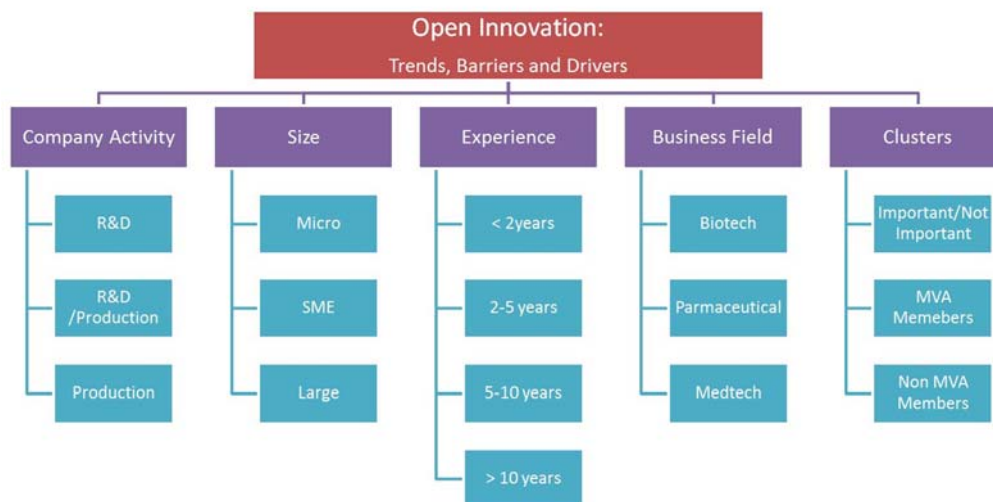 Open Innovation:
Trends, Barriers and Drivers
Company Activity
R&D
R&D
/Production
Production
Size
Micro
SME
Large
Experience
< 2years
2-5 years
5-10 years
> 10 years
Business Field
Biotech
Parmaceutical
Medtech
Clusters
Important/Not
Important
MVA
Memebers
Non MVA
Members